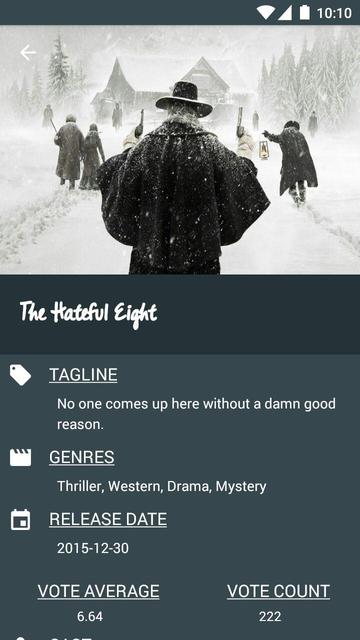 10:10
The Hateful Eight
TAGLINE
No one comes up here without a damn good
reason.
GENRES
Thriller, Western, Drama, Mystery
RELEASE DATE
2015-12-30
VOTE AVERAGE VOTE COUNT
6.64 222